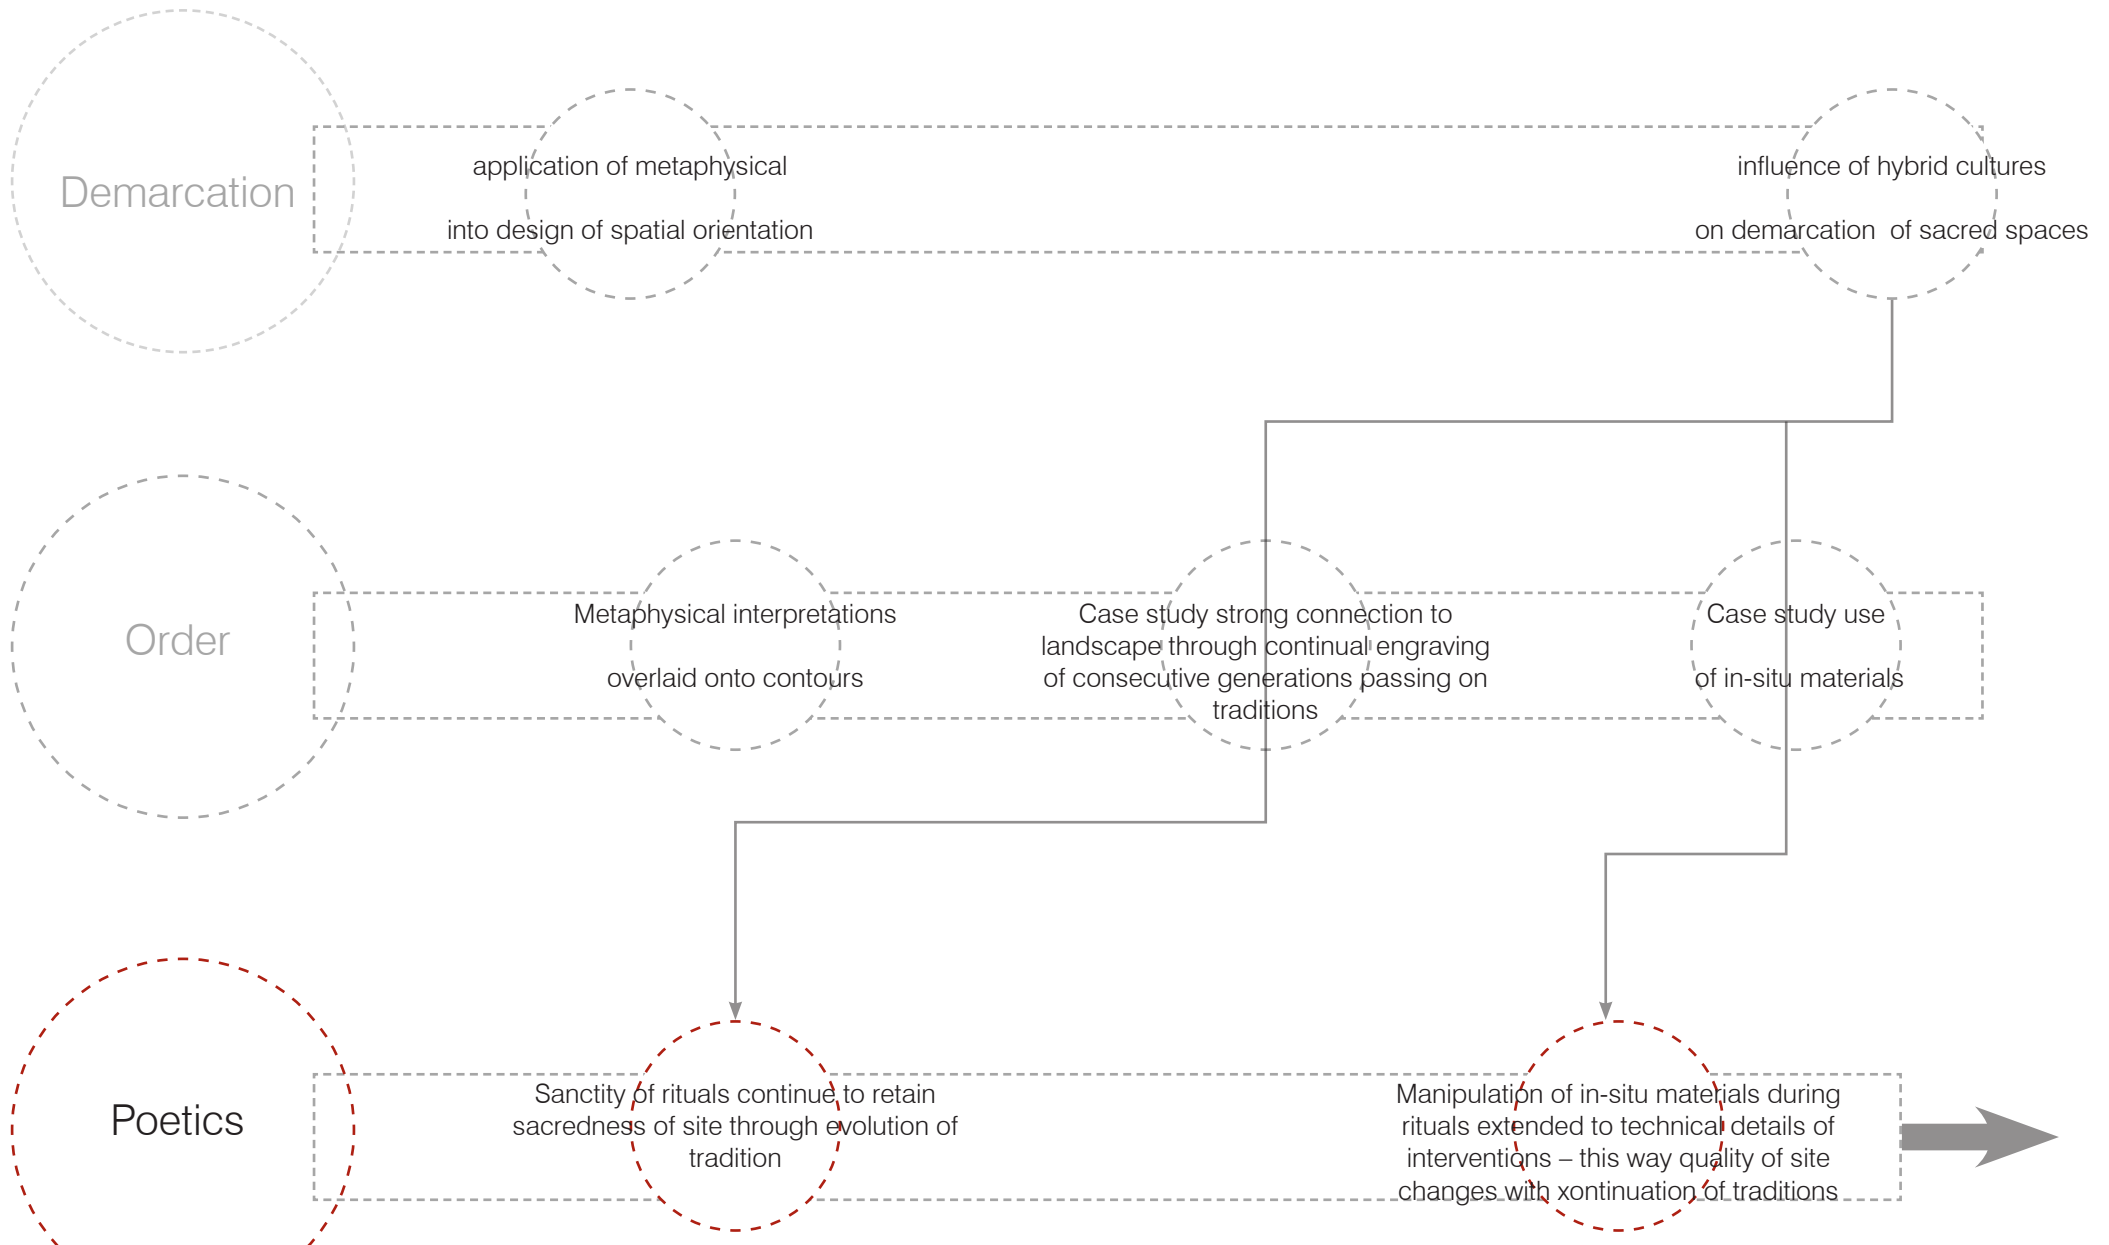 Demarcation
application of metaphysical
into design of spatial orientation
influence of hybrid cultures
on demarcation  of sacred spaces
Order
Metaphysical interpretations
overlaid onto contours
Case study strong connection to
landscape through continual engraving
of consecutive generations passing on
traditions
Case study use
of in-situ materials
Poetics
Sanctity of rituals continue to retain
sacredness of site through evolution of
tradition
Manipulation of in-situ materials during
rituals extended to technical details of
interventions – this way quality of site
changes with xontinuation of traditions